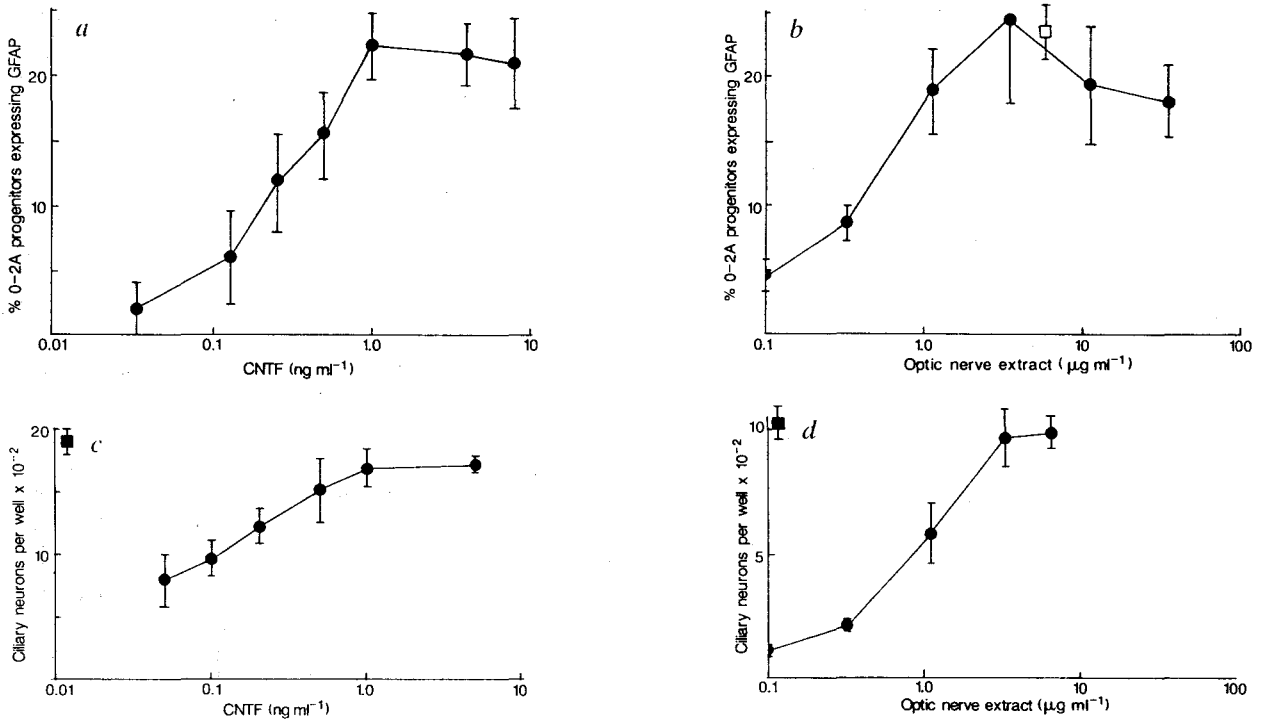 a
% 0-2A progenitors expressing GFAP
20
10
0.01
0.1
1.0
10
CNTF (ng ml⁻¹)
b
% 0-2A progenitors expressing GFAP
20
10
0.1
1.0
10
100
Optic nerve extract (μg ml⁻¹)
c
Ciliary neurons per well x 10⁻²
20
10
0.01
0.1
1.0
10
CNTF (ng ml⁻¹)
d
Ciliary neurons per well x 10⁻²
10
5
0.1
1.0
10
100
Optic nerve extract (μg ml⁻¹)